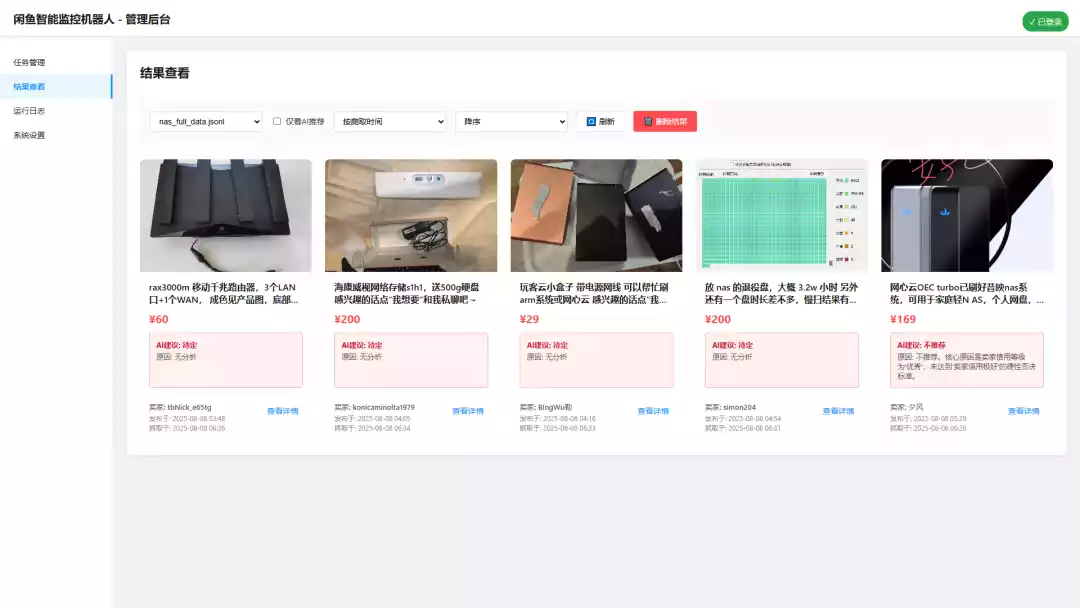 闲鱼智能监控机器人 - 管理后台
✓ 已登录
任务管理
结果查看
运行日志
系统设置
结果查看
nas_full_data.jsonl
仅看AI推荐
按爬取时间
降序
刷新
删除结果
rax3000m 移动千兆路由器，3个LAN
口+1个WAN， 成色见产品图，底部...
¥60
AI建议: 待定
原因: 无分析
卖家: tbNick_e65tg
发布于: 2025-08-08 03:48
抓取于: 2025-08-08 06:36
查看详情
海康威视网络存储s1h1，送500g硬盘
感兴趣的话点“我想要”和我私聊吧～
¥200
AI建议: 待定
原因: 无分析
卖家: konicaminolta1979
发布于: 2025-08-08 04:05
抓取于: 2025-08-08 06:34
查看详情
玩客云小盒子 带电源网线 可以帮忙刷
arm系统或网心云 感兴趣的话点“我...
¥29
AI建议: 待定
原因: 无分析
卖家: BingWu勒
发布于: 2025-08-08 04:16
抓取于: 2025-08-08 06:33
查看详情
放 nas 的退役盘，大概 3.2w 小时 另外
还有一个盘时长差不多，慢扫结果有...
¥200
AI建议: 待定
原因: 无分析
卖家: simon204
发布于: 2025-08-08 04:54
抓取于: 2025-08-08 06:31
查看详情
网心云OEC turbo已刷好音映nas系
统，可用于家庭轻N AS，个人网盘，...
¥169
AI建议: 不推荐
原因: 不推荐。核心原因是卖家信用等级
为“优秀”，未达到“卖家信用极好”的硬性否决
标准。
卖家: 夕风
发布于: 2025-08-08 05:29
抓取于: 2025-08-08 06:26
查看详情